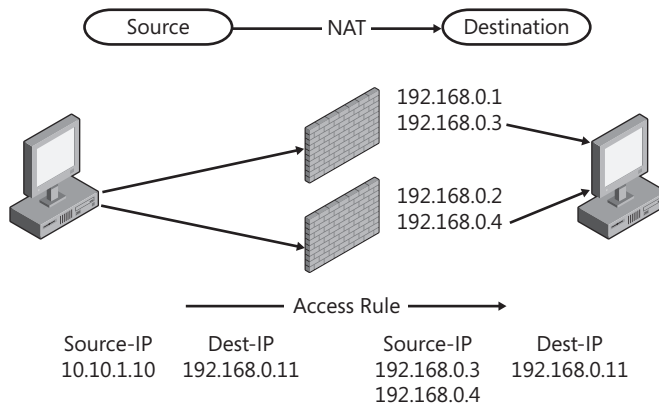 Source NAT Destination
192.168.0.1
192.168.0.3
192.168.0.2
192.168.0.4
Access Rule
Source-IP Dest-IP Source-IP Dest-IP
10.10.1.10 192.168.0.11 192.168.0.3 192.168.0.11
192.168.0.4